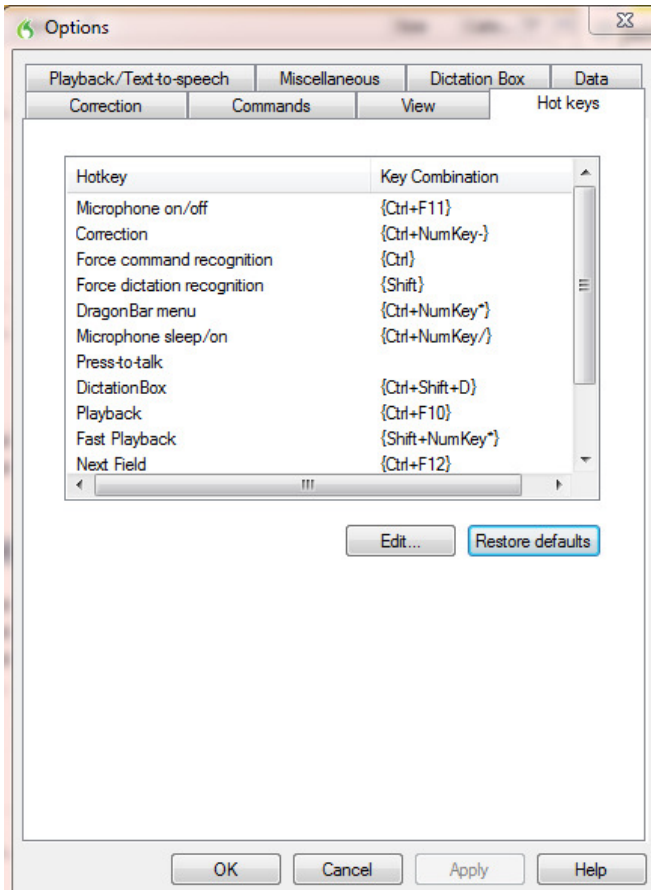 Options
Playback/Text-to-speech Miscellaneous Dictation Box Data
Correction Commands View Hot keys
Hotkey Key Combination
Microphone on/off {Ctrl+F11}
Correction {Ctrl+NumKey-}
Force command recognition {Ctrl}
Force dictation recognition {Shift}
DragonBar menu {Ctrl+NumKey*}
Microphone sleep/on {Ctrl+NumKey/}
Press-to-talk
DictationBox {Ctrl+Shift+D}
Playback {Ctrl+F10}
Fast Playback {Shift+NumKey*}
Next Field {Ctrl+F12}
Edit... Restore defaults
OK Cancel Apply Help